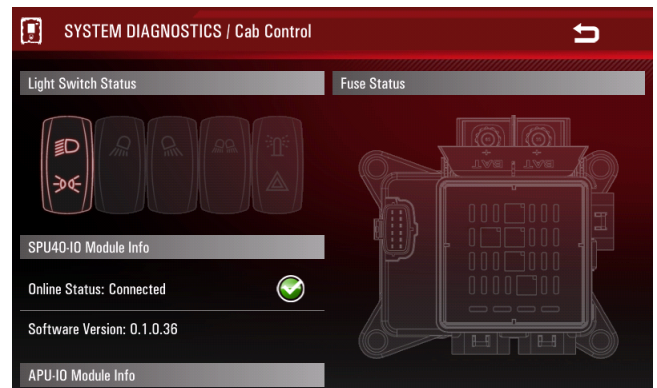 SYSTEM DIAGNOSTICS / Cab Control
Light Switch Status
Fuse Status
BAT
BAT
SPU40-IO Module Info
Online Status: Connected
Software Version: 0.1.0.36
APU-IO Module Info